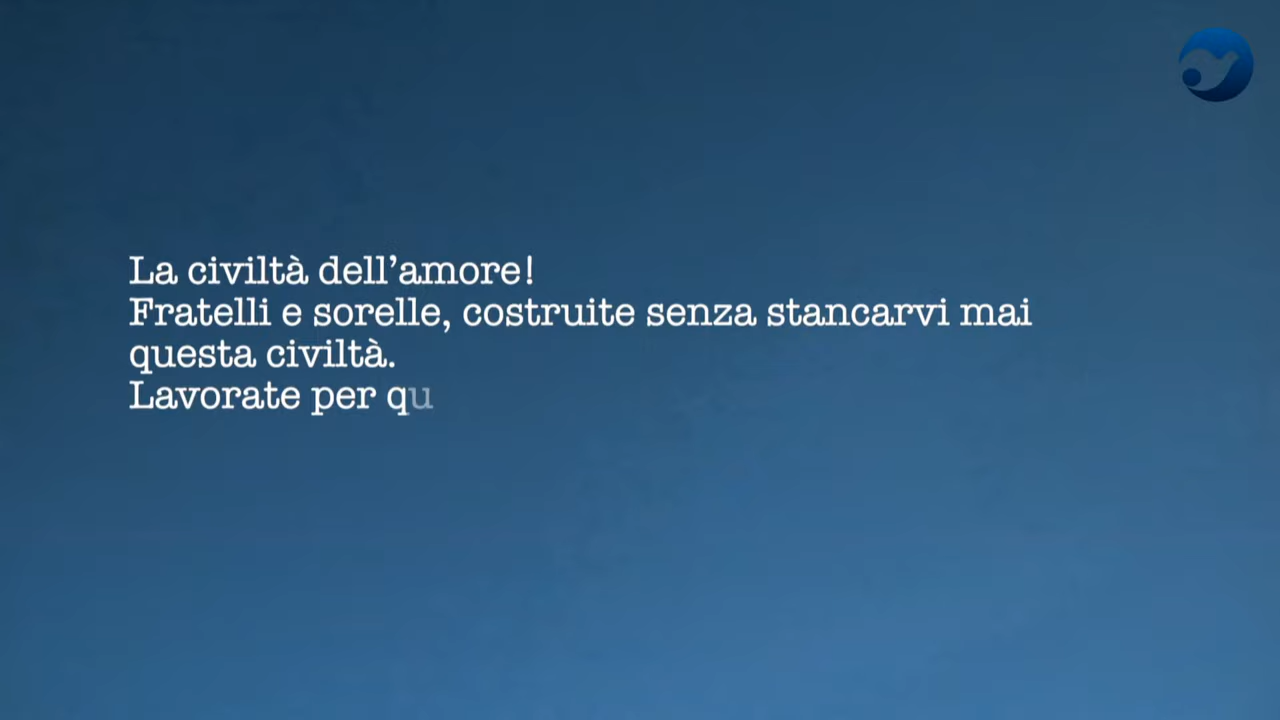 La civiltà dell’amore!
Fratelli e sorelle, costruite senza stancarvi mai
questa civiltà.
Lavorate per qu